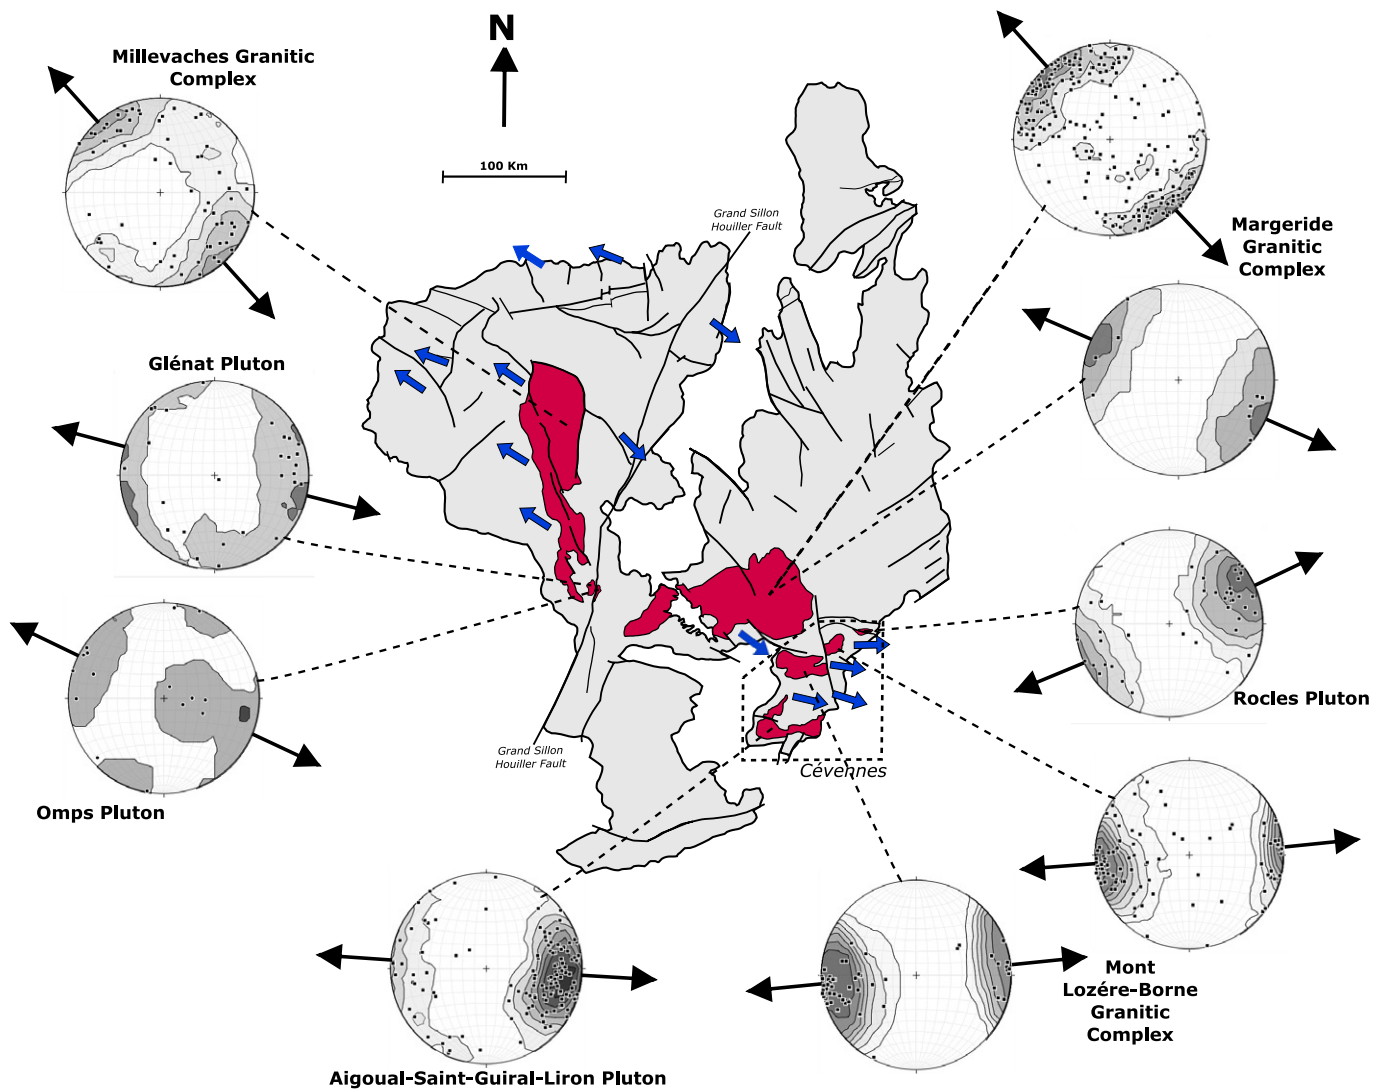 N
Millevaches Granitic
Complex
100 Km
Grand Sillon
Houiller Fault
Margeride
Granitic
Complex
Glénat Pluton
Rocles Pluton
Omps Pluton
Grand Sillon
Houiller Fault
Cévennes
Mont
Lozére-Borne
Granitic
Complex
Aigoual-Saint-Guiral-Liron Pluton